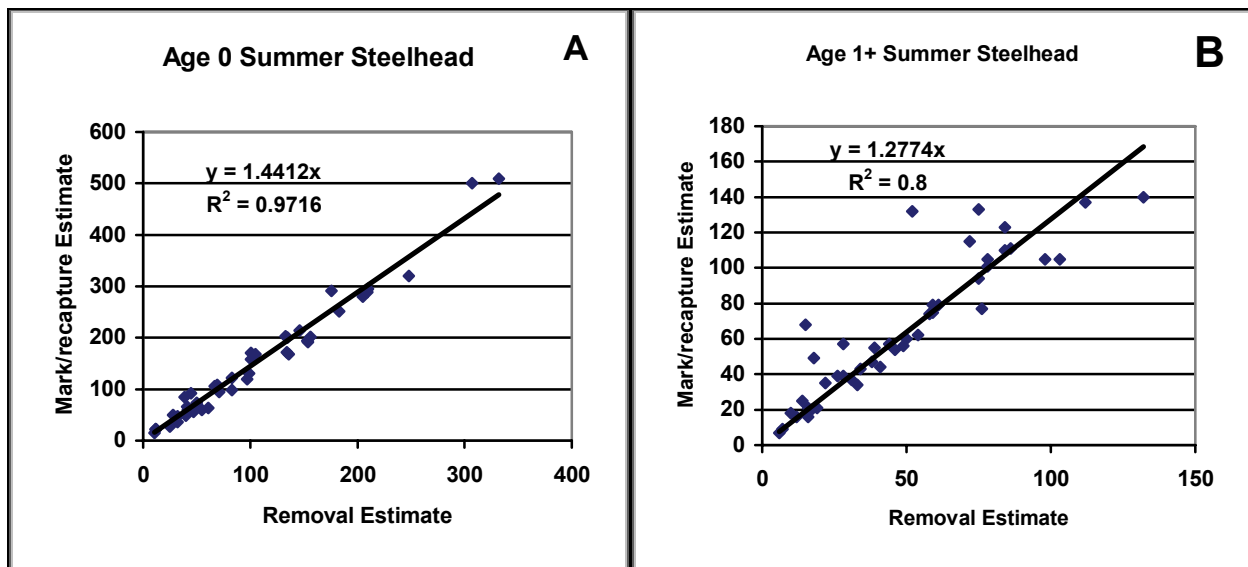 Age 0 Summer Steelhead
A
y = 1.4412x
R² = 0.9716
Mark/recapture Estimate
600
500
400
300
200
100
0
0 100 200 300 400
Removal Estimate
Age 1+ Summer Steelhead
B
y = 1.2774x
R² = 0.8
Mark/recapture Estimate
180
160
140
120
100
80
60
40
20
0
0 50 100 150
Removal Estimate